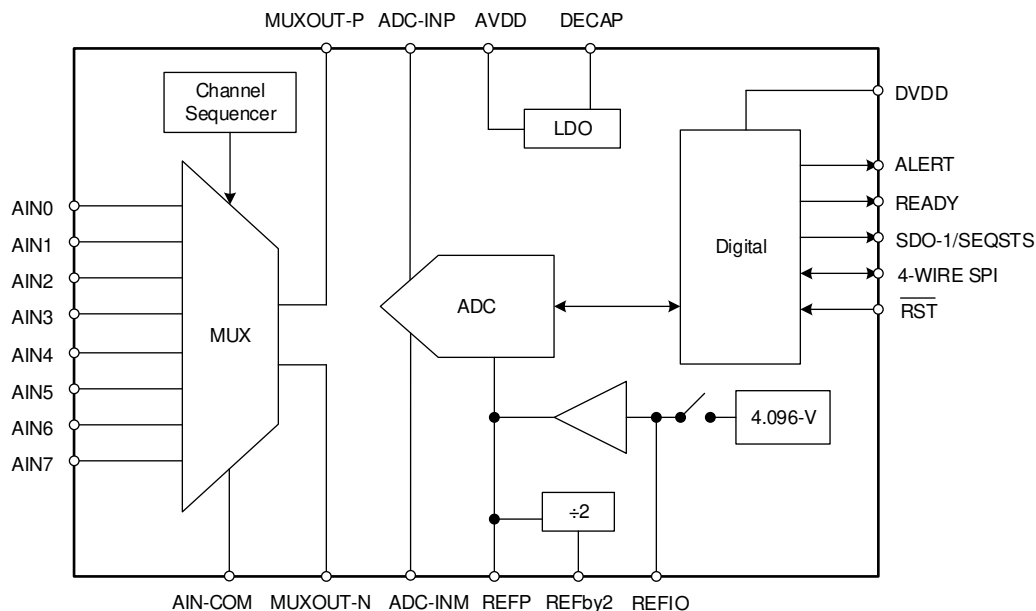 MUXOUT-P ADC-INP AVDD DECAP
Channel
Sequencer
LDO
DVDD
ALERT
READY
SDO-1/SEQSTS
4-WIRE SPI
RST
AIN0
AIN1
AIN2
AIN3
AIN4
AIN5
AIN6
AIN7
MUX
ADC
Digital
4.096-V
÷2
AIN-COM MUXOUT-N ADC-INM REFP REFby2 REFIO